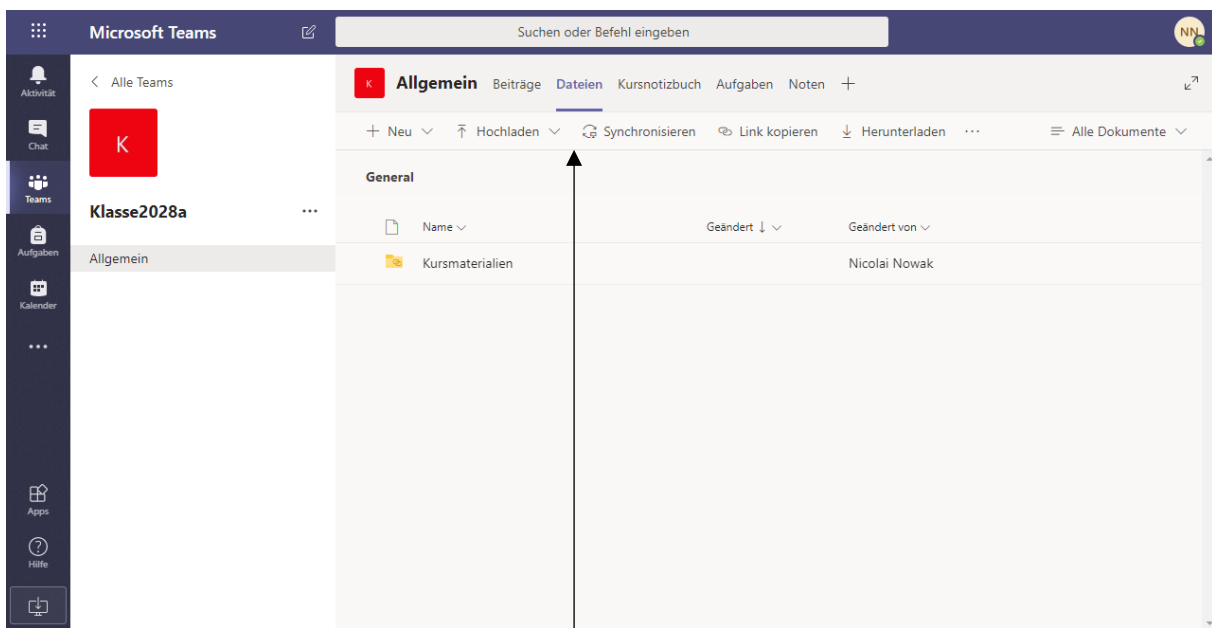 Microsoft Teams
Suchen oder Befehl eingeben
NN
Aktivität
Chat
Teams
Aufgaben
Kalender
Apps
Hilfe
Alle Teams
K
Klasse2028a
Allgemein
K Allgemein Beiträge Dateien Kursnotizbuch Aufgaben Noten
Neu Hochladen Synchronisieren Link kopieren Herunterladen ... Alle Dokumente
General
Name Geändert ↓ Geändert von
Kursmaterialien Nicolai Nowak